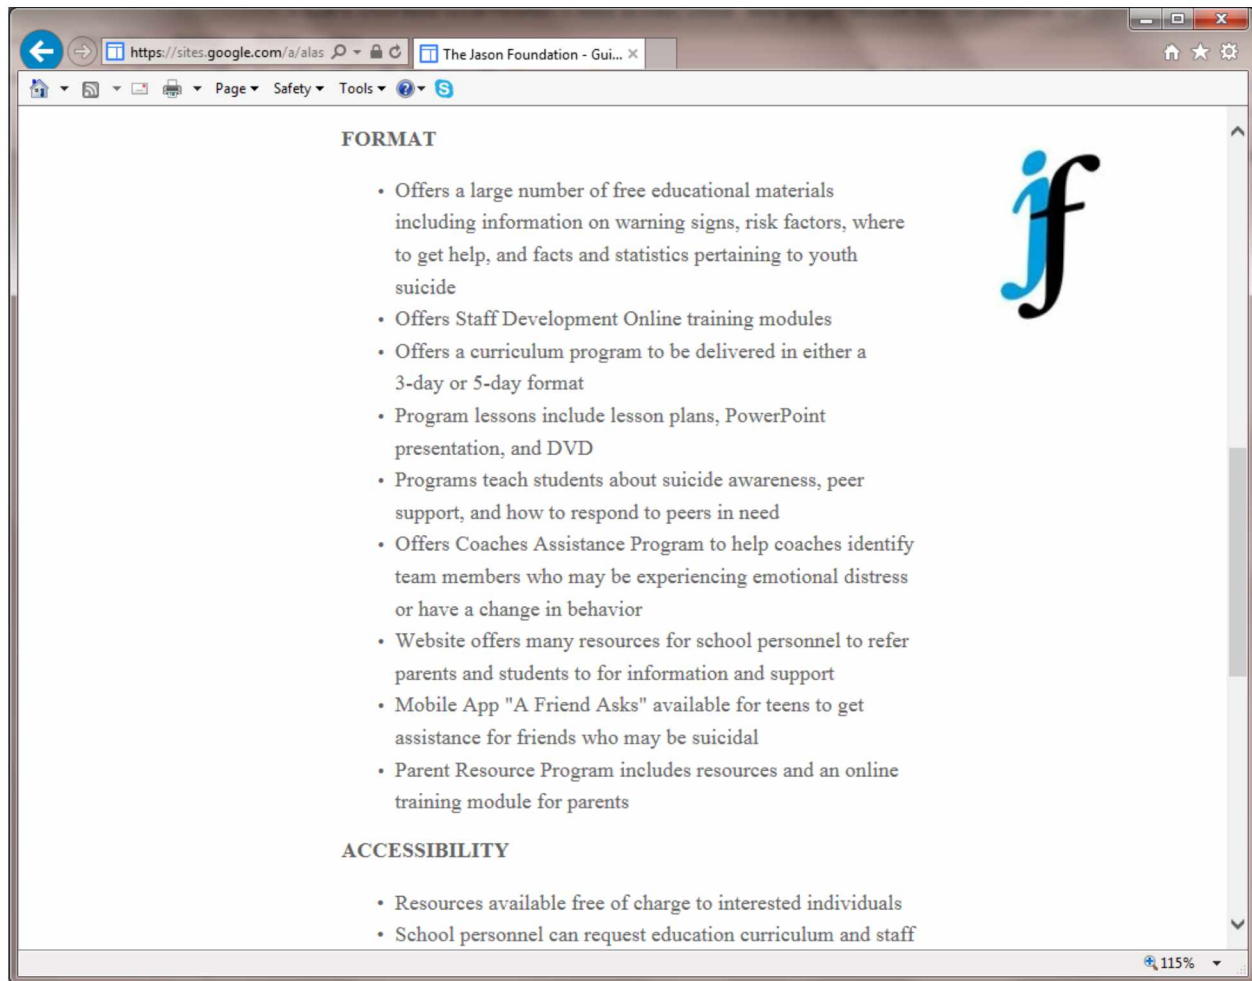 https://sites.google.com/a/alas
The Jason Foundation - Gui...
Page Safety Tools
FORMAT
• Offers a large number of free educational materials
including information on warning signs, risk factors, where
to get help, and facts and statistics pertaining to youth
suicide
• Offers Staff Development Online training modules
• Offers a curriculum program to be delivered in either a
3-day or 5-day format
• Program lessons include lesson plans, PowerPoint
presentation, and DVD
• Programs teach students about suicide awareness, peer
support, and how to respond to peers in need
• Offers Coaches Assistance Program to help coaches identify
team members who may be experiencing emotional distress
or have a change in behavior
• Website offers many resources for school personnel to refer
parents and students to for information and support
• Mobile App "A Friend Asks" available for teens to get
assistance for friends who may be suicidal
• Parent Resource Program includes resources and an online
training module for parents
jf
ACCESSIBILITY
• Resources available free of charge to interested individuals
• School personnel can request education curriculum and staff
115%